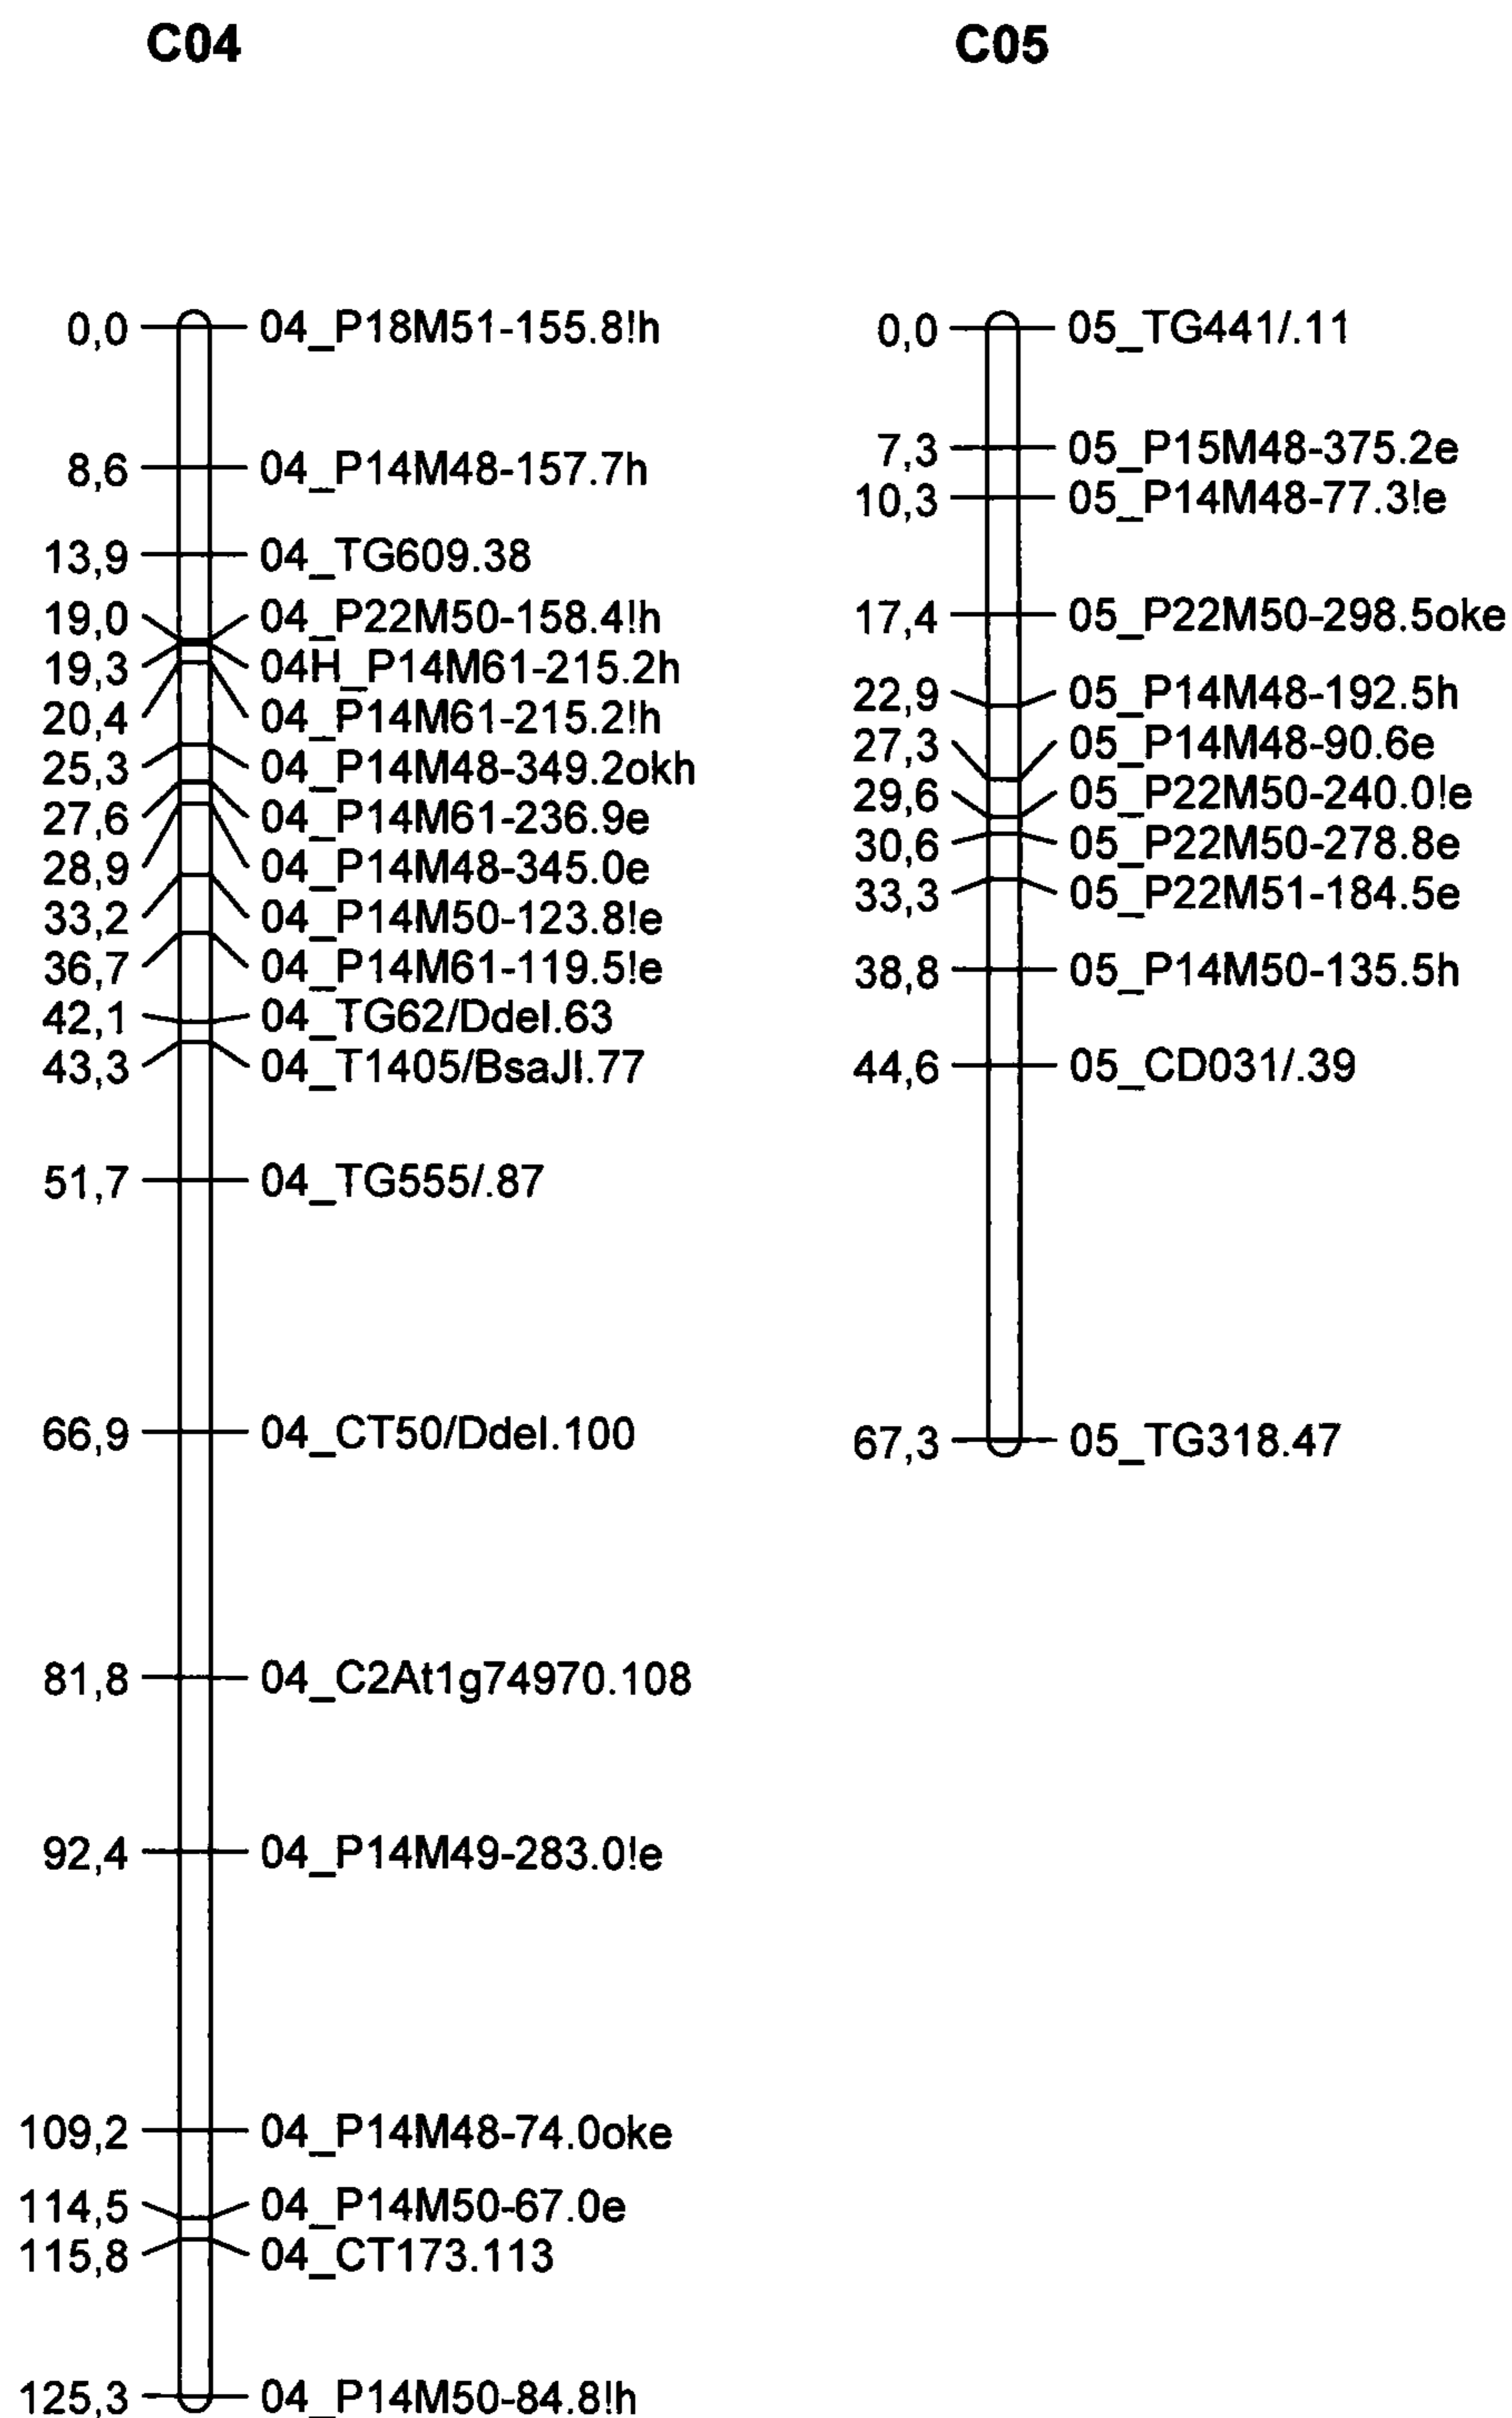 C04
0,0 04_P18M51-155.8!h
8,6 04_P14M48-157.7h
13,9 04_TG609.38
19,0 04_P22M50-158.4!h
19,3 04H_P14M61-215.2h
20,4 04_P14M61-215.2!h
25,3 04_P14M48-349.2okh
27,6 04_P14M61-236.9e
28,9 04_P14M48-345.0e
33,2 04_P14M50-123.8!e
36,7 04_P14M61-119.5!e
42,1 04_TG62/DdeI.63
43,3 04_T1405/BsaJI.77
51,7 04_TG555/.87
66,9 04_CT50/DdeI.100
81,8 04_C2At1g74970.108
92,4 04_P14M49-283.0!e
109,2 04_P14M48-74.0oke
114,5 04_P14M50-67.0e
115,8 04_CT173.113
125,3 04_P14M50-84.8!h
C05
0,0 05_TG441/.11
7,3 05_P15M48-375.2e
10,3 05_P14M48-77.3!e
17,4 05_P22M50-298.5oke
22,9 05_P14M48-192.5h
27,3 05_P14M48-90.6e
29,6 05_P22M50-240.0!e
30,6 05_P22M50-278.8e
33,3 05_P22M51-184.5e
38,8 05_P14M50-135.5h
44,6 05_CD031/.39
67,3 05_TG318.47